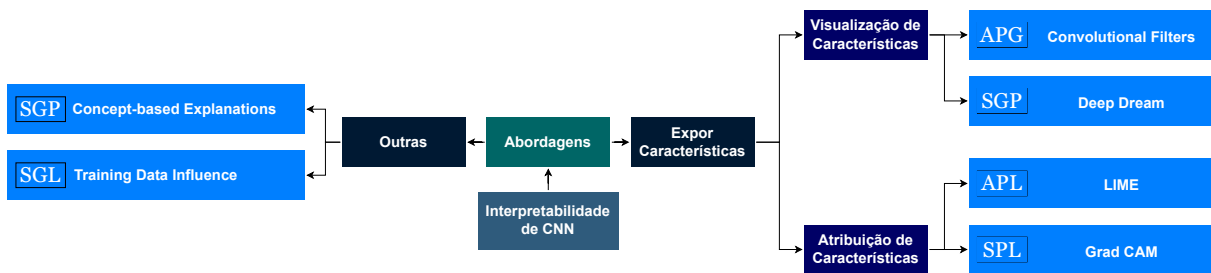 Visualização de
Características
APG Convolutional Filters
SGP Deep Dream
SGP Concept-based Explanations
Outras
Abordagens
Expor
Características
SGL Training Data Influence
Interpretabilidade
de CNN
APL LIME
Atribuição de
Características
SPL Grad CAM